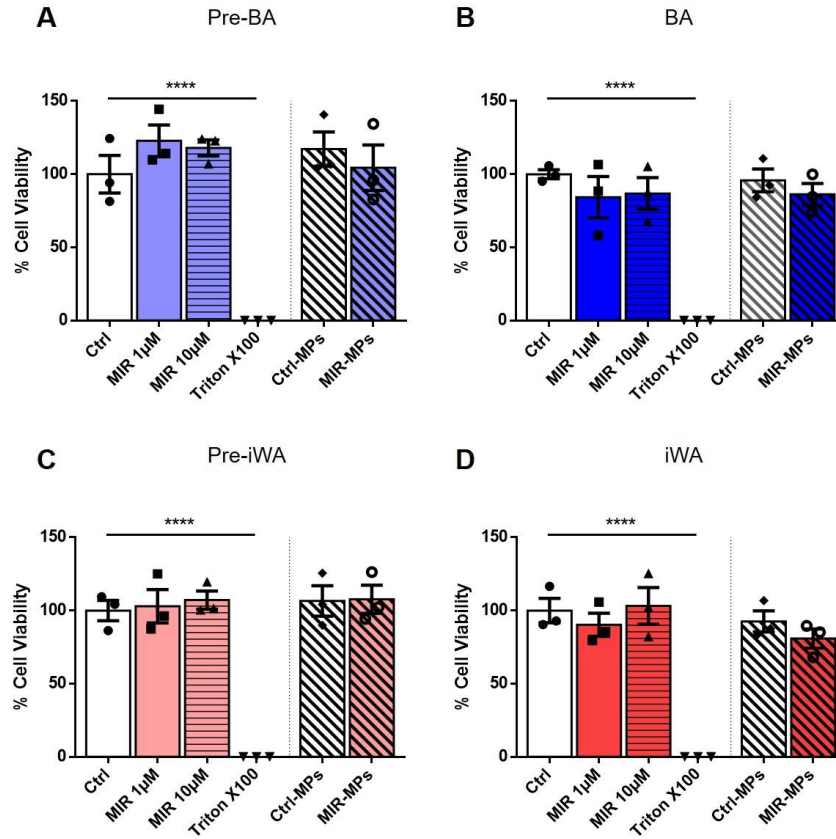 A
Pre-BA
% Cell Viability
****
150
100
50
0
Ctrl
MIR 1µM
MIR 10µM
Triton X100
Ctrl-MPs
MIR-MPs
B
BA
% Cell Viability
****
150
100
50
0
Ctrl
MIR 1µM
MIR 10µM
Triton X100
Ctrl-MPs
MIR-MPs
C
Pre-iWA
% Cell Viability
****
150
100
50
0
Ctrl
MIR 1µM
MIR 10µM
Triton X100
Ctrl-MPs
MIR-MPs
D
iWA
% Cell Viability
****
150
100
50
0
Ctrl
MIR 1µM
MIR 10µM
Triton X100
Ctrl-MPs
MIR-MPs